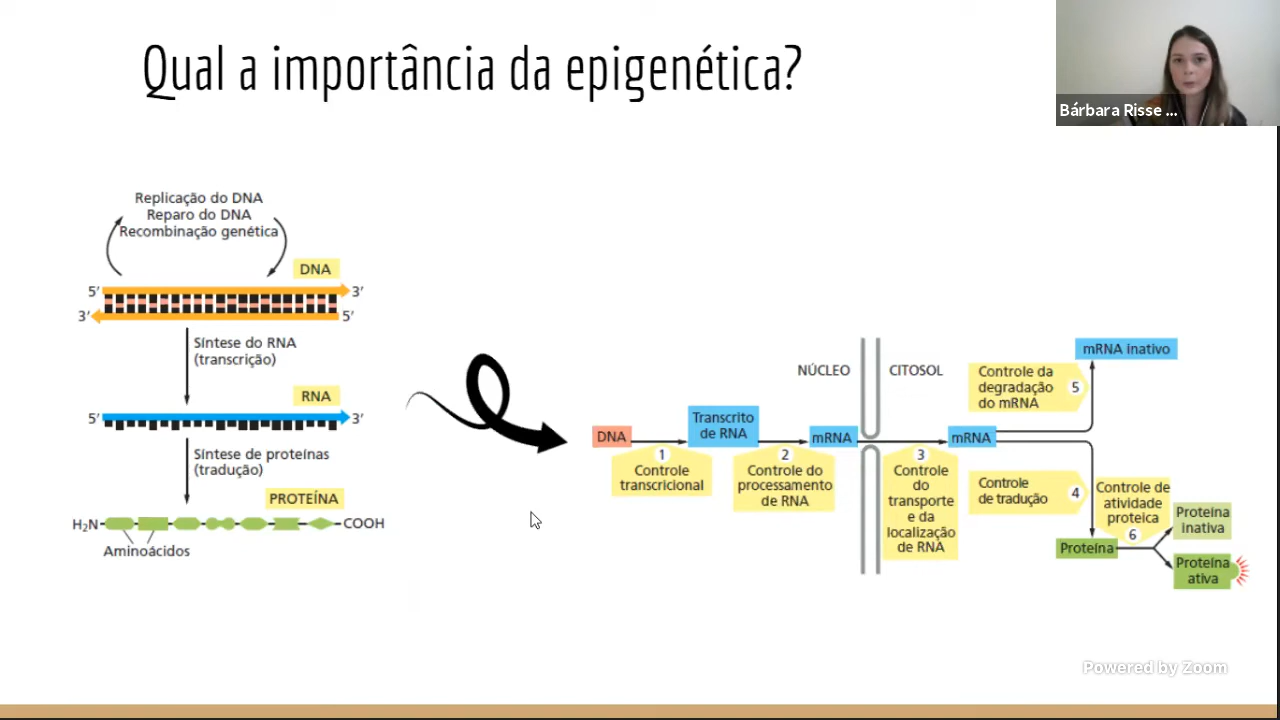 Qual a importância da epigenética?
Bárbara Risse ...
Replicação do DNA
Reparo do DNA
Recombinação genética
DNA
5’
3’
3’
5’
Síntese do RNA
(transcrição)
RNA
5’
3’
Síntese de proteínas
(tradução)
PROTEÍNA
H₂N
COOH
Aminoácidos
NÚCLEO
CITOSOL
DNA
Transcrito
de RNA
mRNA
mRNA
mRNA inativo
1
Controle
transcricional
2
Controle do
processamento
de RNA
3
Controle
do
transporte
e da
localização
de RNA
Controle da
degradação
do mRNA
5
Controle
de tradução
4
Controle de
atividade
proteica
6
Proteína
Proteína
inativa
Proteína
ativa
Powered by Zoom